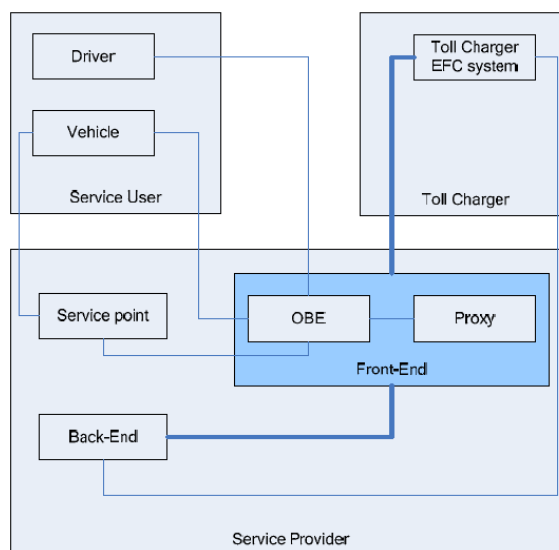 Driver
Vehicle
Service User
Toll Charger
EFC system
Toll Charger
Service point
OBE
Proxy
Front-End
Back-End
Service Provider